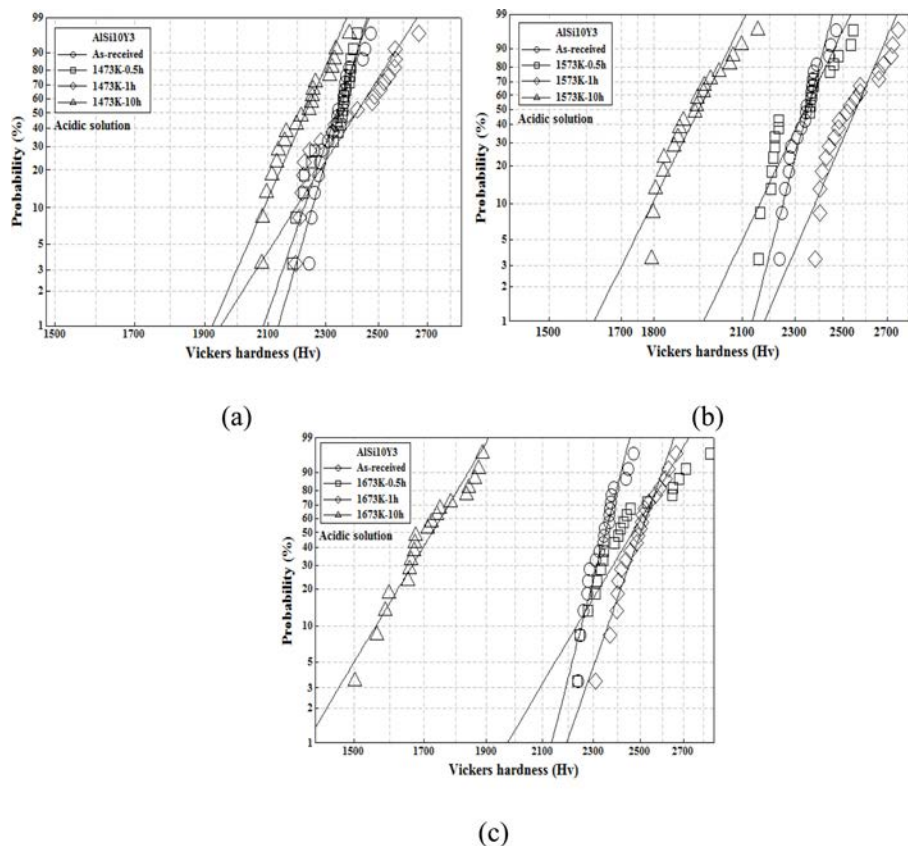 AlSi10Y3
As-received
1473K-0.5h
1473K-1h
1473K-10h
Acidic solution
Probability (%)
99
90
80
70
60
50
40
30
20
10
5
3
2
1
1500
1700
1900
2100
2300
2500
2700
Vickers hardness (Hv)
(a)
AlSi10Y3
As-received
1573K-0.5h
1573K-1h
1573K-10h
Acidic solution
Probability (%)
99
90
80
70
60
50
40
30
20
10
5
3
2
1
1500
1700
1800
2100
2300
2500
2700
Vickers hardness (Hv)
(b)
AlSi10Y3
As-received
1673K-0.5h
1673K-1h
1673K-10h
Acidic solution
Probability (%)
99
90
80
70
60
50
40
30
20
10
5
3
2
1
1500
1700
1900
2100
2300
2400
2500
2700
Vickers hardness (Hv)
(c)